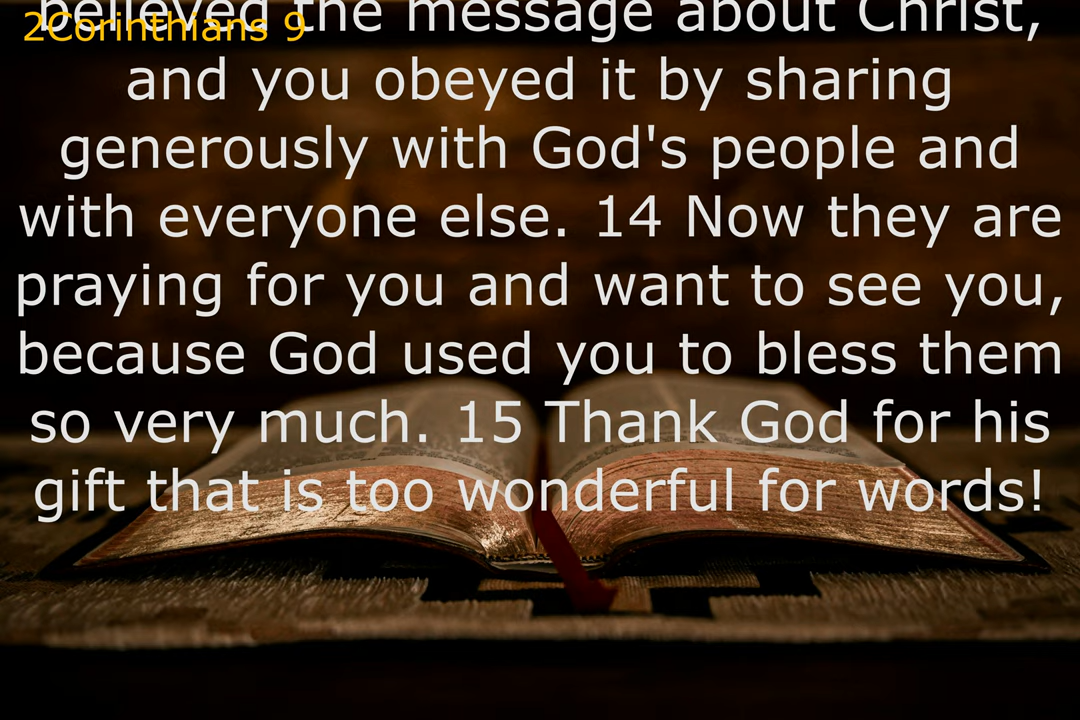 2Corinthians 9
believed the message about Christ,
and you obeyed it by sharing
generously with God's people and
with everyone else. 14 Now they are
praying for you and want to see you,
because God used you to bless them
so very much. 15 Thank God for his
gift that is too wonderful for words!